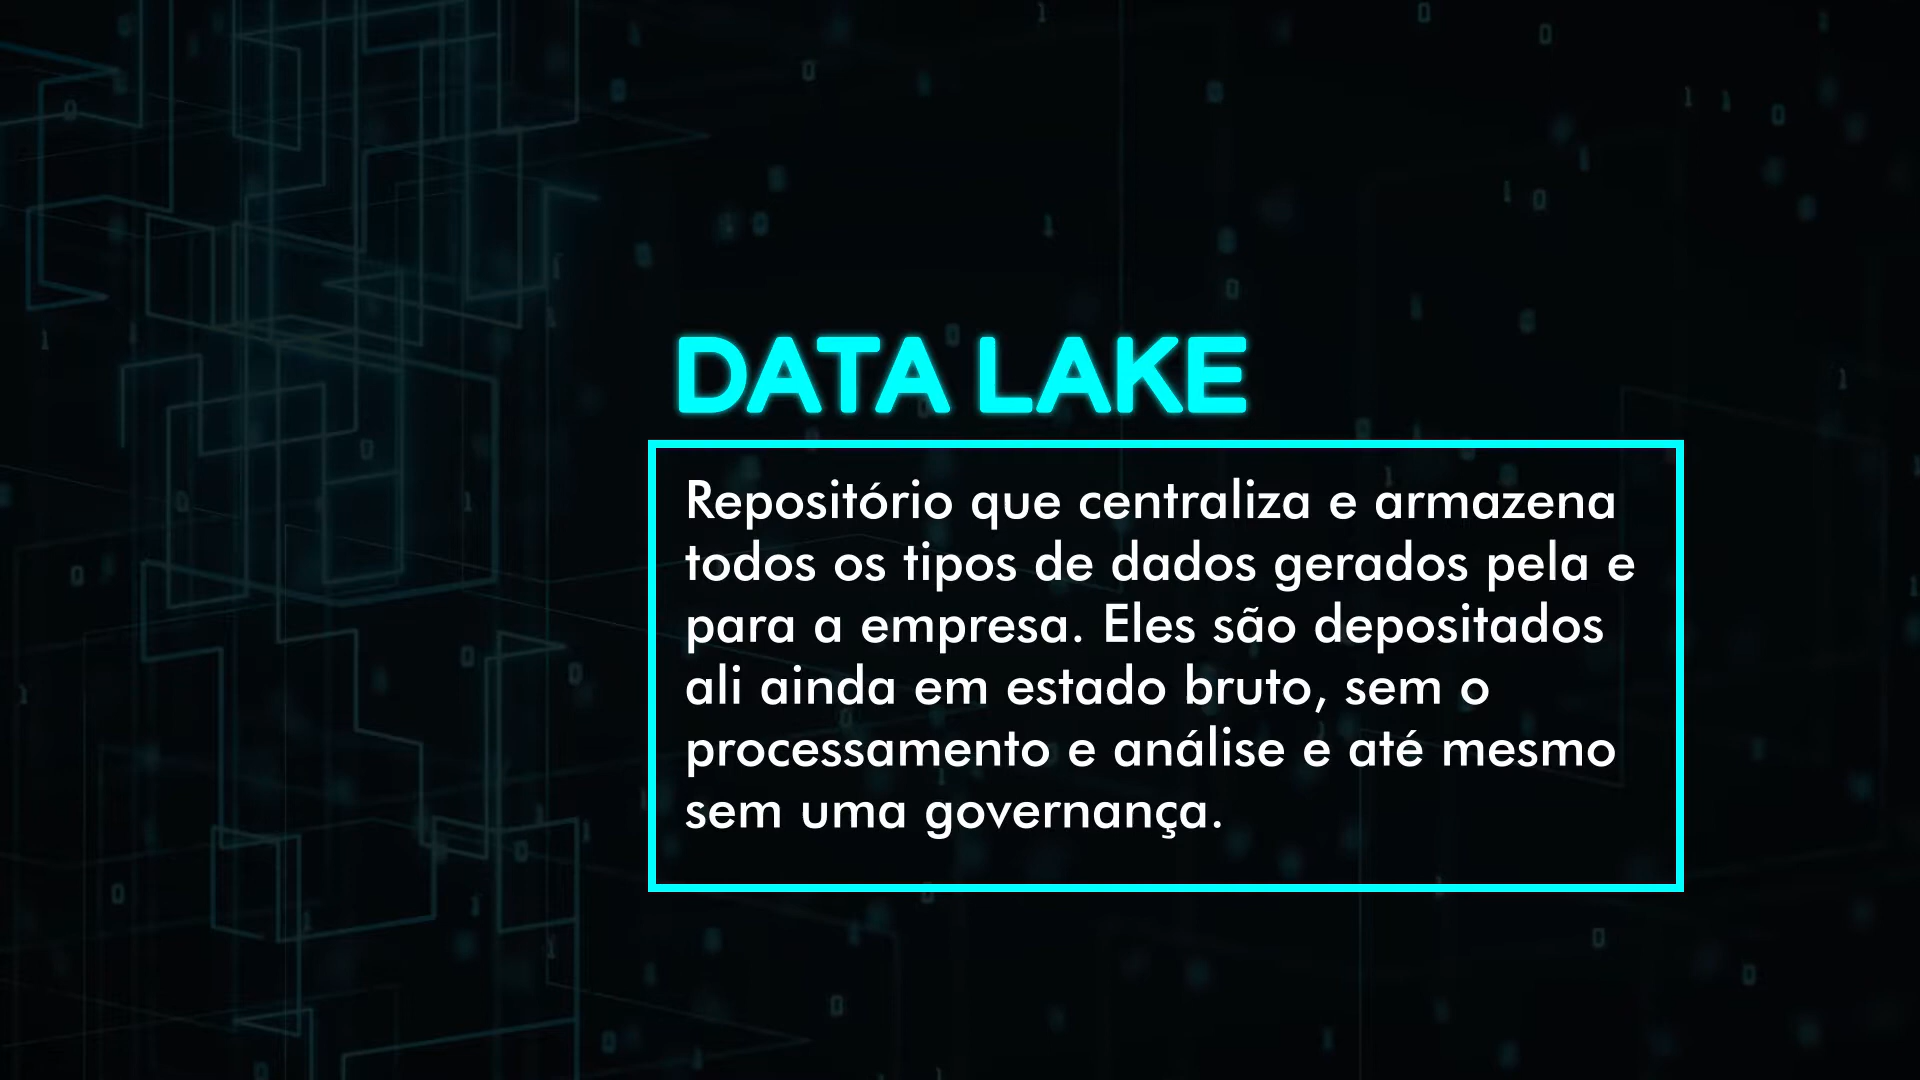 DATA LAKE
Repositório que centraliza e armazena
todos os tipos de dados gerados pela e
para a empresa. Eles são depositados
ali ainda em estado bruto, sem o
processamento e análise e até mesmo
sem uma governança.